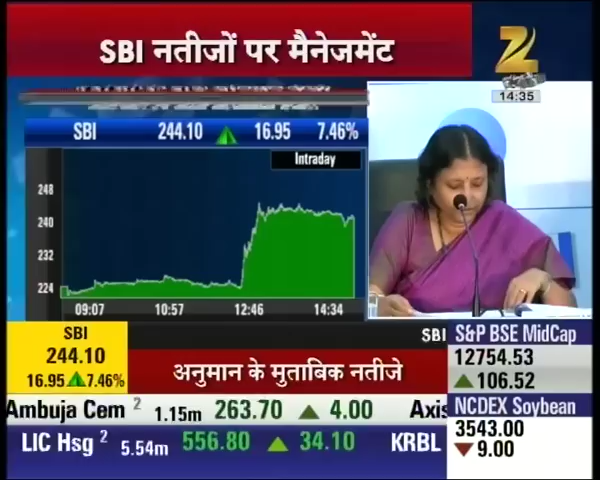 SBI नतीजों पर मैनेजमेंट
14:35
SBI 244.10 16.95 7.46%
Intraday
248
240
232
224
09:07 10:57 12:46 14:34
SBI
SBI
244.10
16.95 7.46%
अनुमान के मुताबिक नतीजे
S&P BSE MidCap
12754.53
106.52
Ambuja Cem 2 1.15m 263.70 4.00 Axis
NCDEX Soybean
3543.00
9.00
LIC Hsg 2 5.54m 556.80 34.10 KRBL